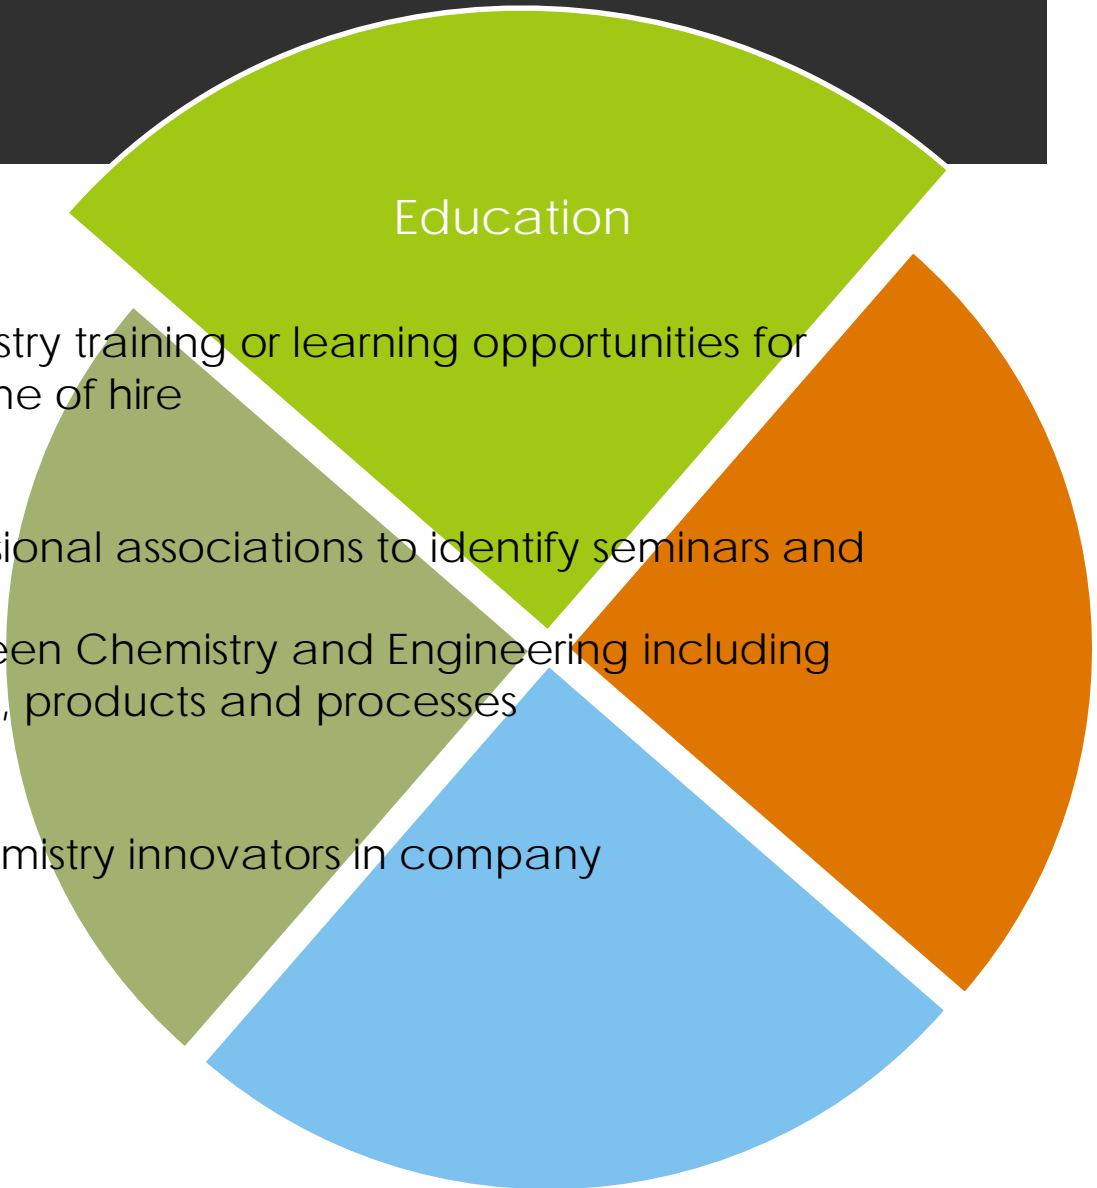 Education
stry training or learning opportunities for
ne of hire
sional associations to identify seminars and
een Chemistry and Engineering including
, products and processes
mistry innovators in company